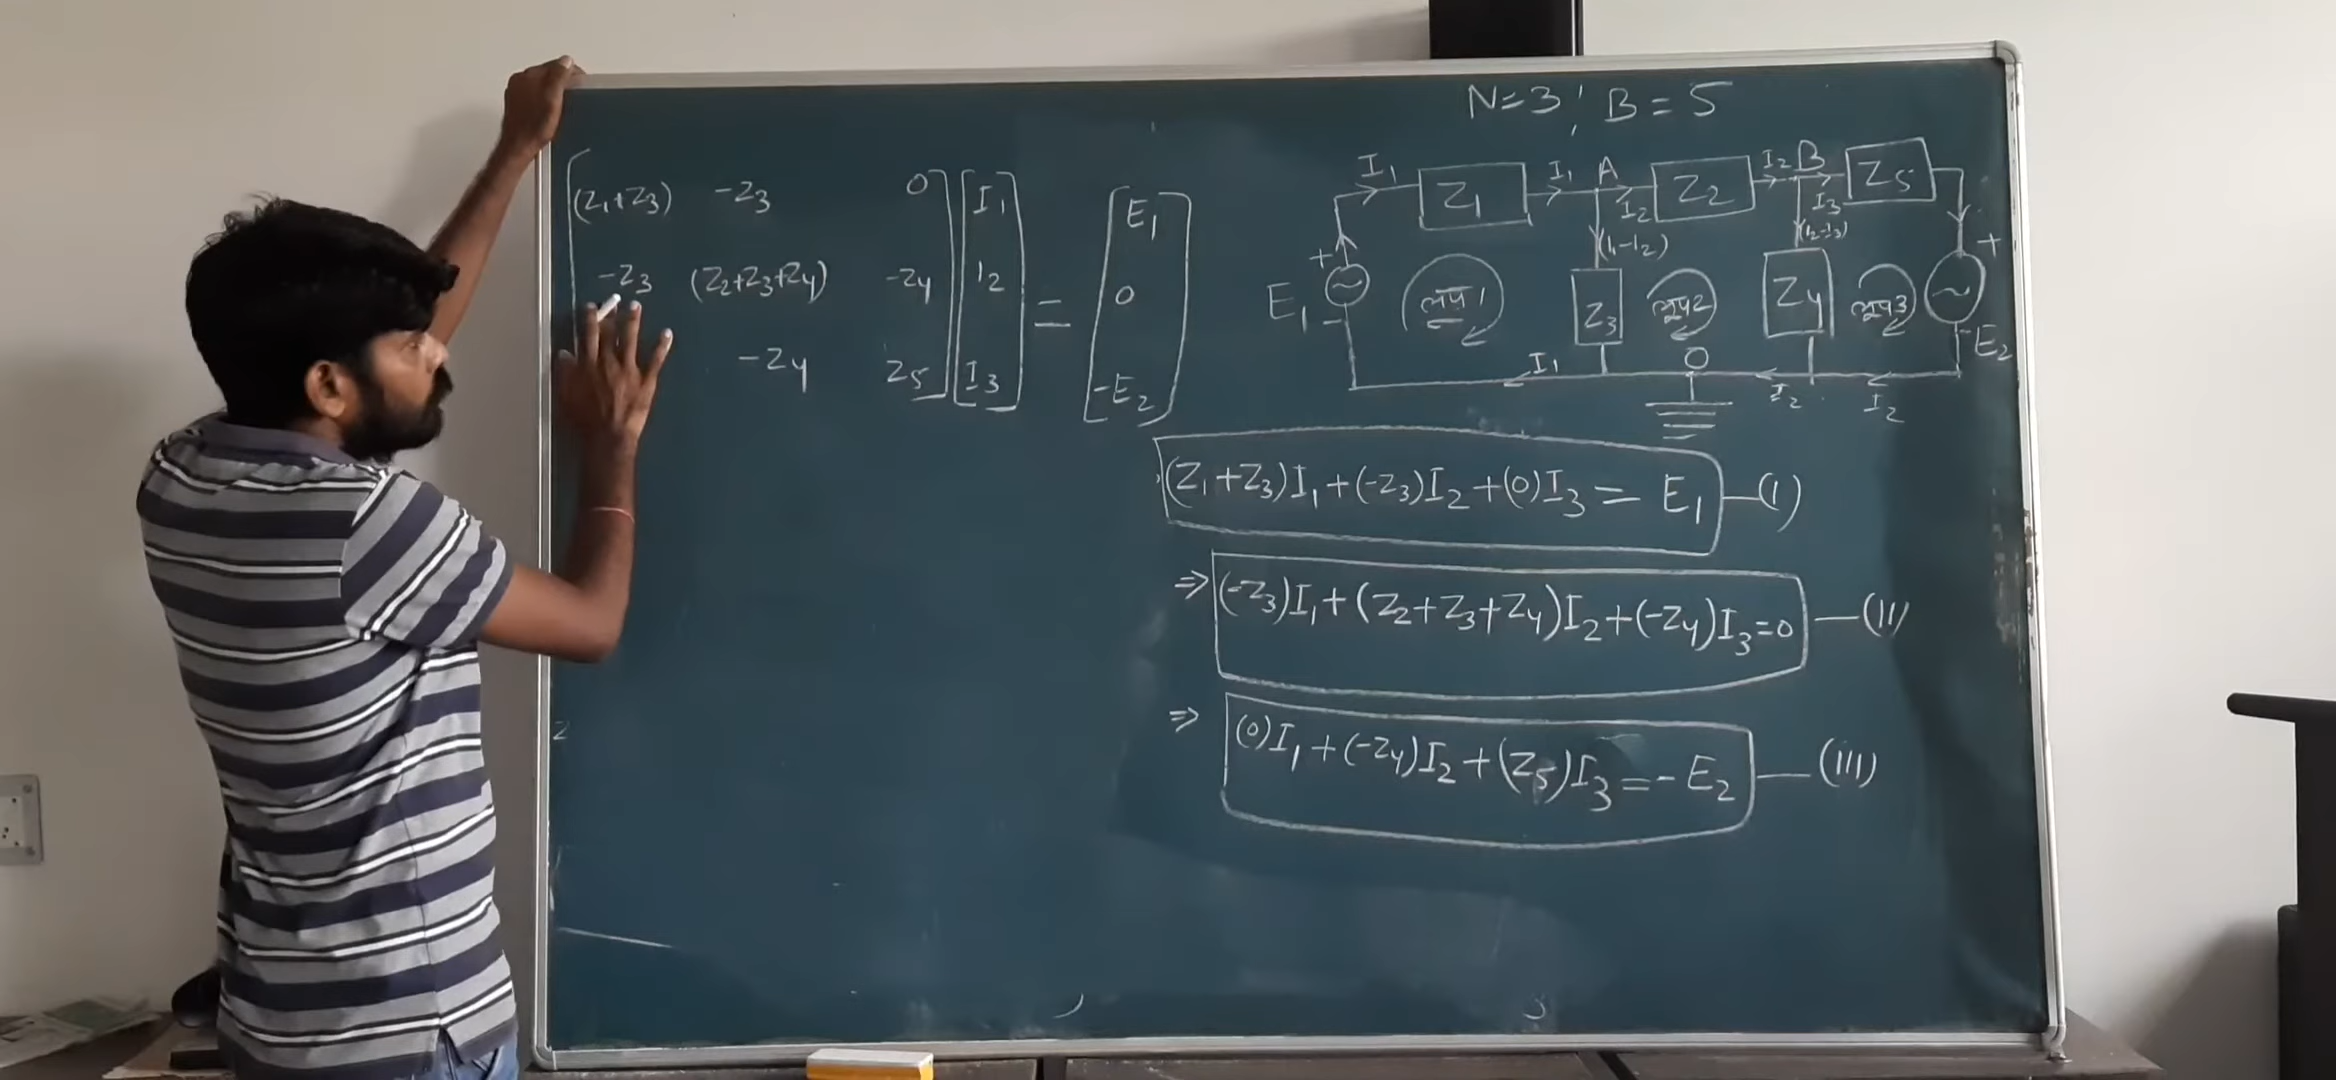 N=3; B=5
(Z1+Z3) -Z3 0 I1 E1
-Z3 (Z2+Z3+Z4) -Z4 I2 = 0
-Z4 Z5 I3 -E2
I1 Z1 I1 A I2 Z2 I2 B I3 Z5
(I1-I2) (I2-I3)
+ +
E1 - लूप1 Z3 लूप2 Z4 लूप3 -E2
I1 O I2 I2
(Z1+Z3)I1+(-Z3)I2+(0)I3 = E1 —(I)
⇒ (-Z3)I1+(Z2+Z3+Z4)I2+(-Z4)I3=0 —(II)
⇒ (0)I1+(-Z4)I2+(Z5)I3=-E2 —(III)